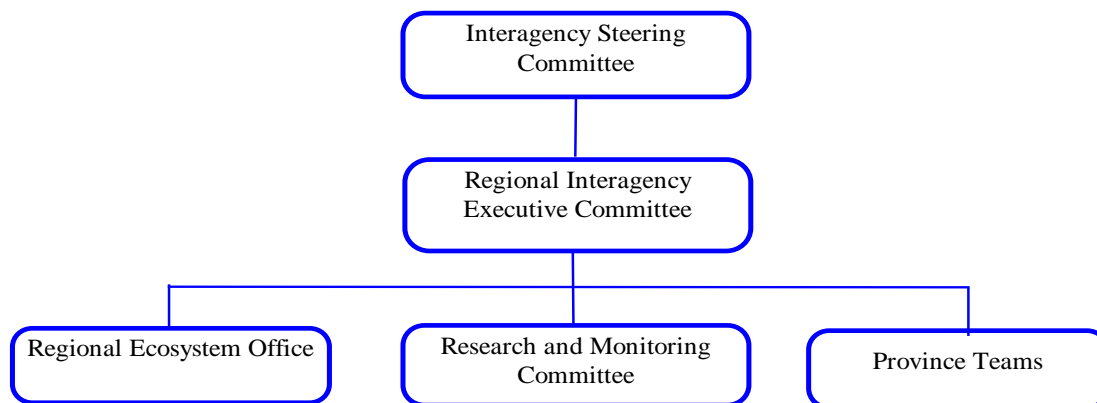 Interagency Steering
Committee
Regional Interagency
Executive Committee
Regional Ecosystem Office
Research and Monitoring
Committee
Province Teams